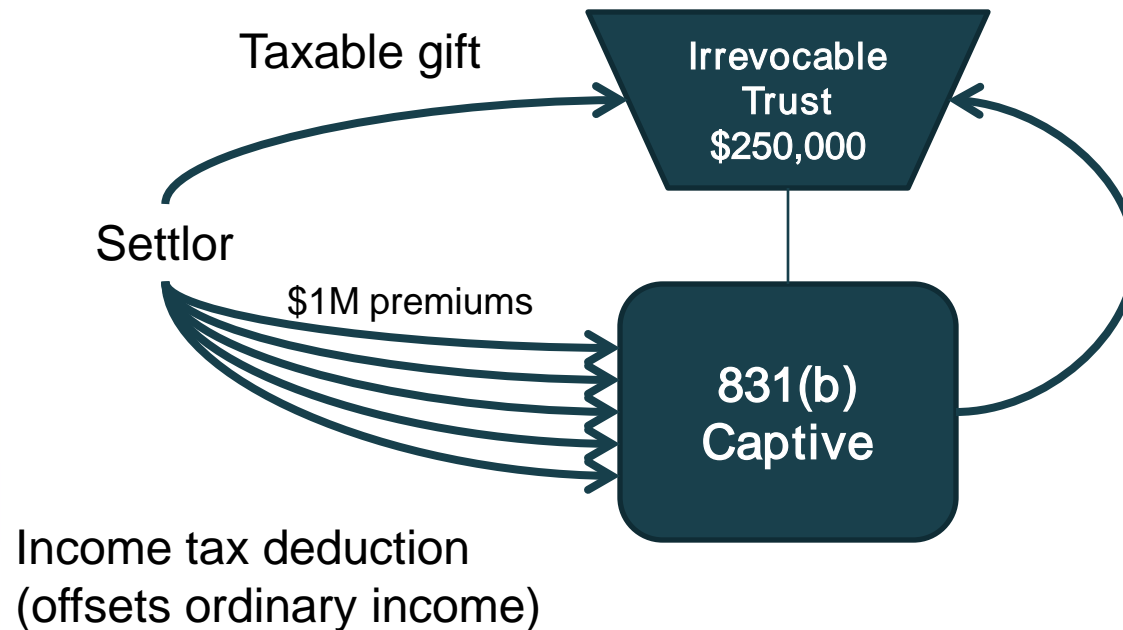 Taxable gift
Irrevocable
Trust
$250,000
Settlor
$1M premiums
831(b)
Captive
Income tax deduction
(offsets ordinary income)